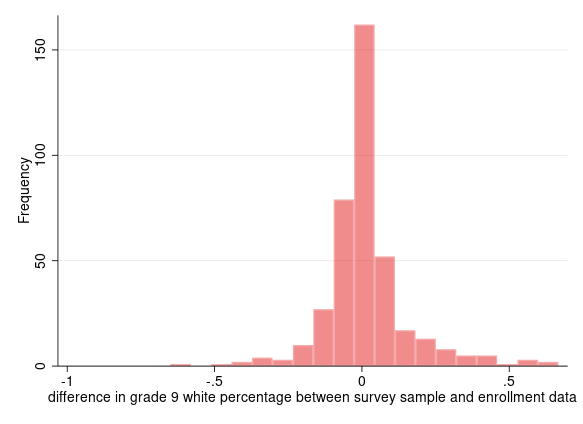 150
100
50
0
Frequency
-1 -.5 0 .5
difference in grade 9 white percentage between survey sample and enrollment data